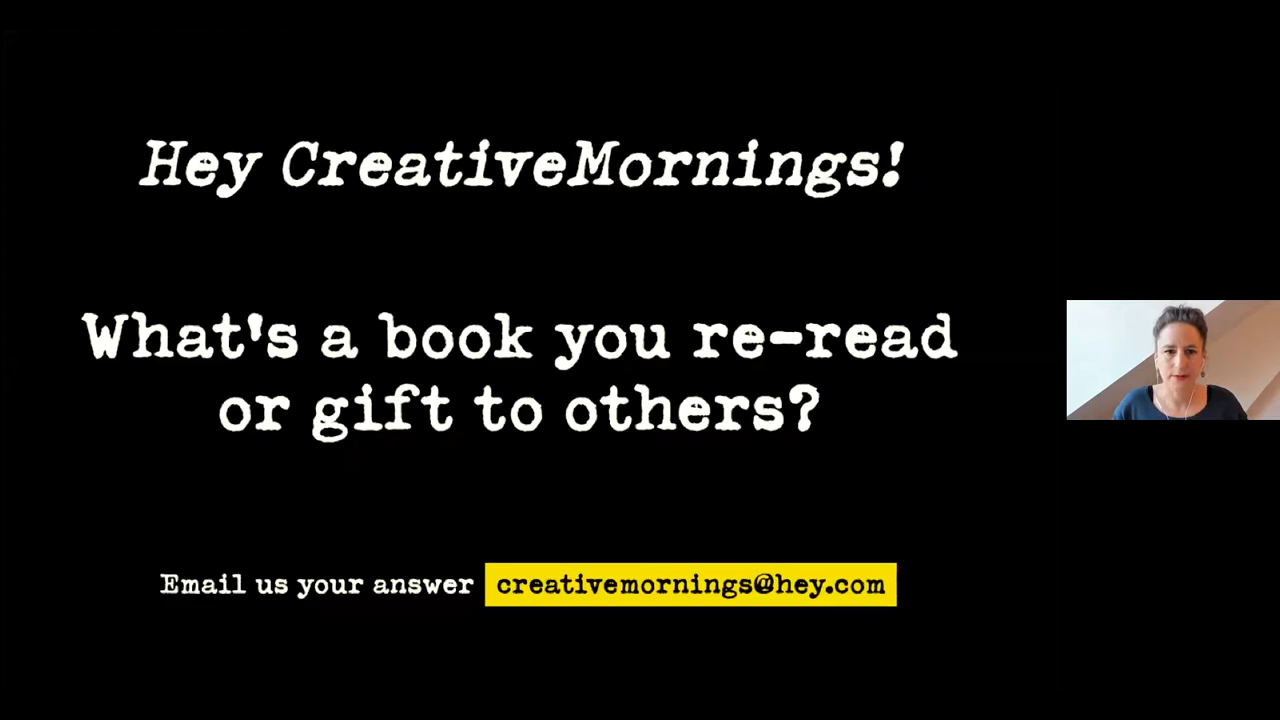 Hey CreativeMornings!
What's a book you re-read
or gift to others?
Email us your answer creativemornings@hey.com